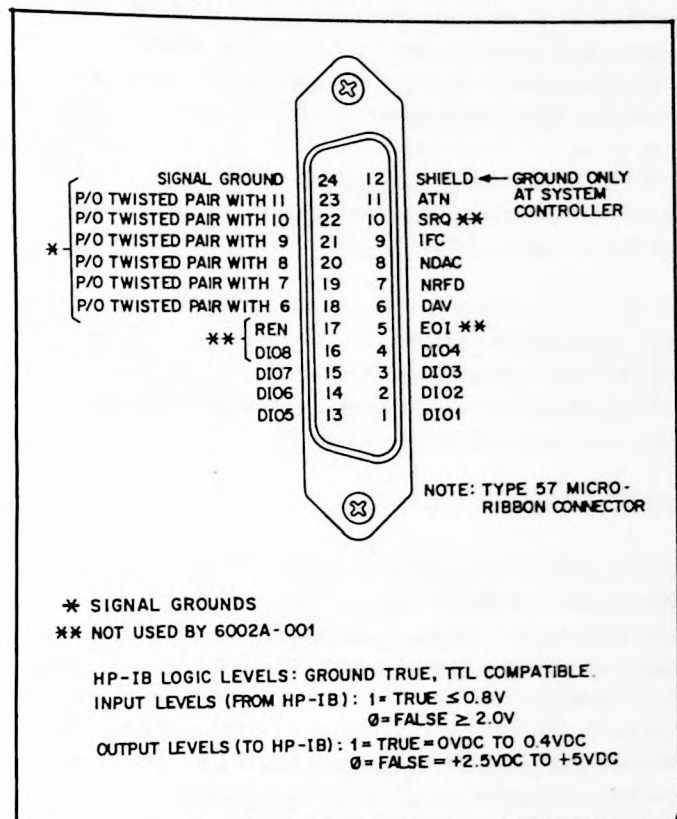 SIGNAL GROUND 24 12 SHIELD ← GROUND ONLY
P/O TWISTED PAIR WITH 11 23 11 ATN AT SYSTEM
P/O TWISTED PAIR WITH 10 22 10 SRQ ** CONTROLLER
* P/O TWISTED PAIR WITH 9 21 9 IFC
P/O TWISTED PAIR WITH 8 20 8 NDAC
P/O TWISTED PAIR WITH 7 19 7 NRFD
P/O TWISTED PAIR WITH 6 18 6 DAV
** REN 17 5 EOI **
DIO8 16 4 DIO4
DIO7 15 3 DIO3
DIO6 14 2 DIO2
DIO5 13 1 DIO1
NOTE: TYPE 57 MICRO-
RIBBON CONNECTOR
* SIGNAL GROUNDS
** NOT USED BY 6002A-001
HP-IB LOGIC LEVELS: GROUND TRUE, TTL COMPATIBLE.
INPUT LEVELS (FROM HP-IB): 1= TRUE ≤ 0.8V
Ø= FALSE ≥ 2.0V
OUTPUT LEVELS (TO HP-IB): 1= TRUE = 0VDC TO 0.4VDC
Ø= FALSE = +2.5VDC TO +5VDC